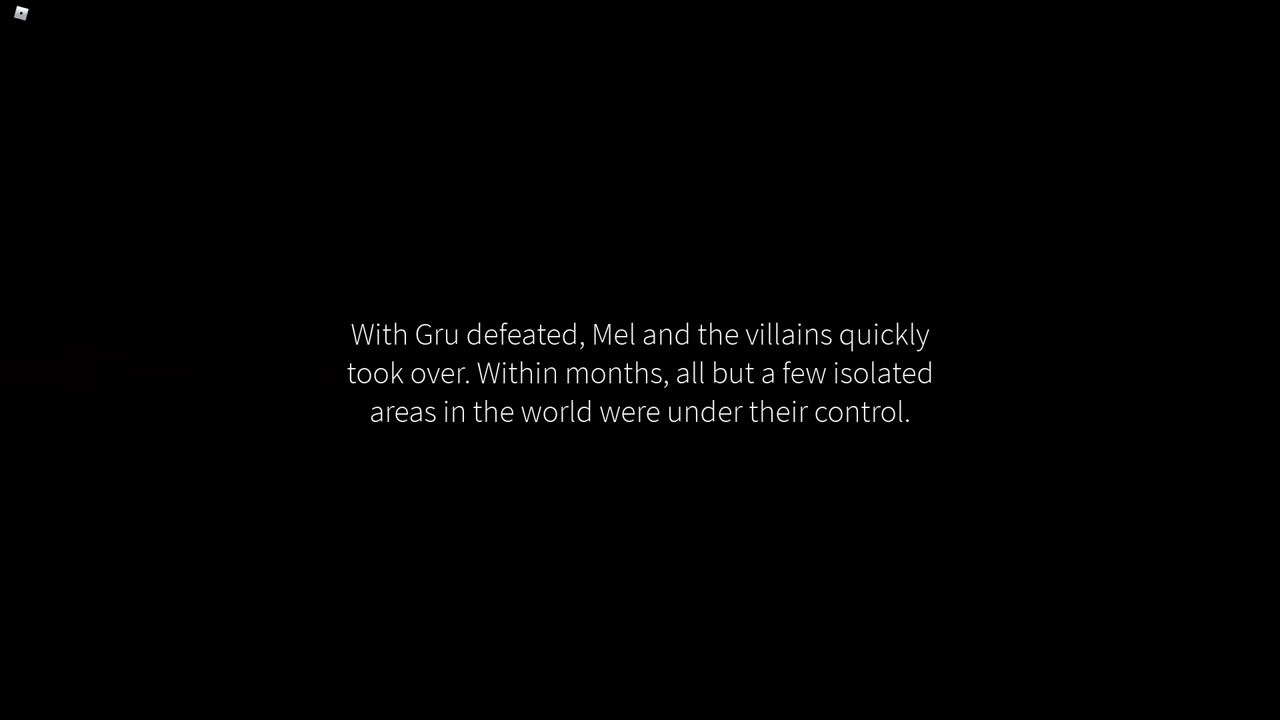 With Gru defeated, Mel and the villains quickly
took over. Within months, all but a few isolated
areas in the world were under their control.